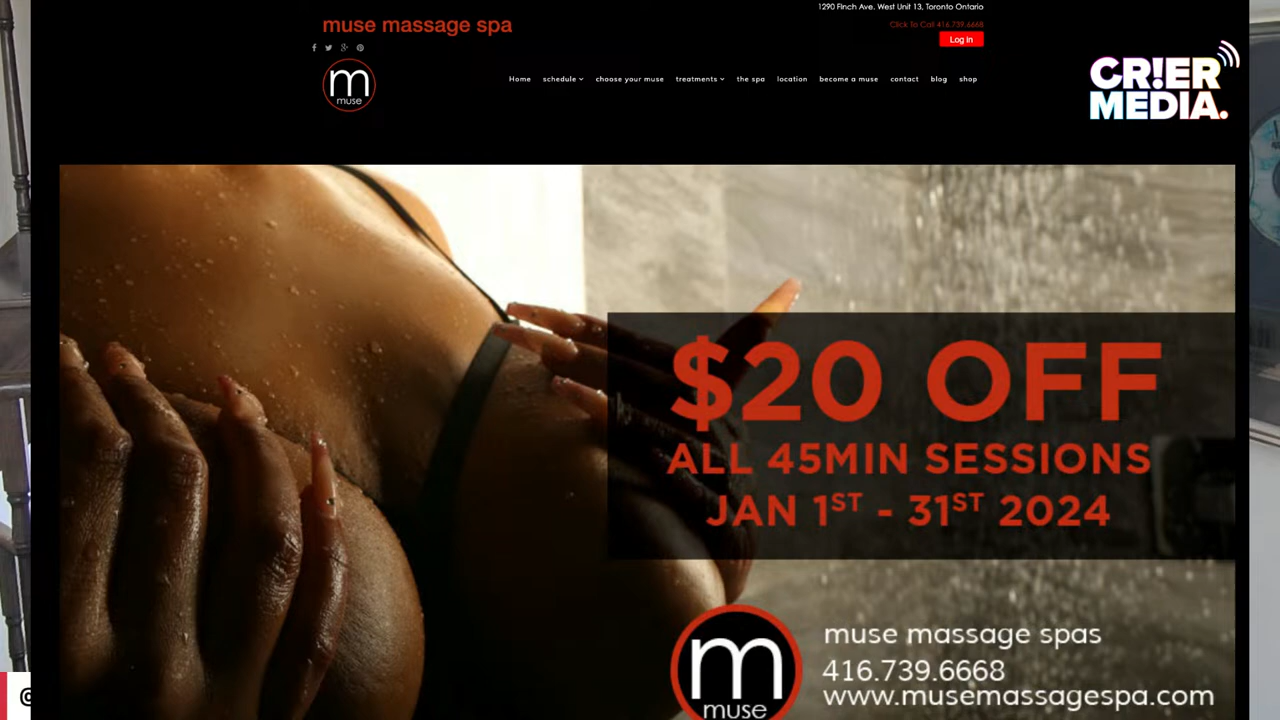 1290 Finch Ave. West Unit 13, Toronto Ontario
muse massage spa
Click To Call 416.739.6668
Log in
m
muse
Home schedule choose your muse treatments the spa location become a muse contact blog shop
CR!ER
MEDIA.
$20 OFF
ALL 45MIN SESSIONS
JAN 1ST - 31ST 2024
m
muse
muse massage spas
416.739.6668
www.musemassagespa.com
@